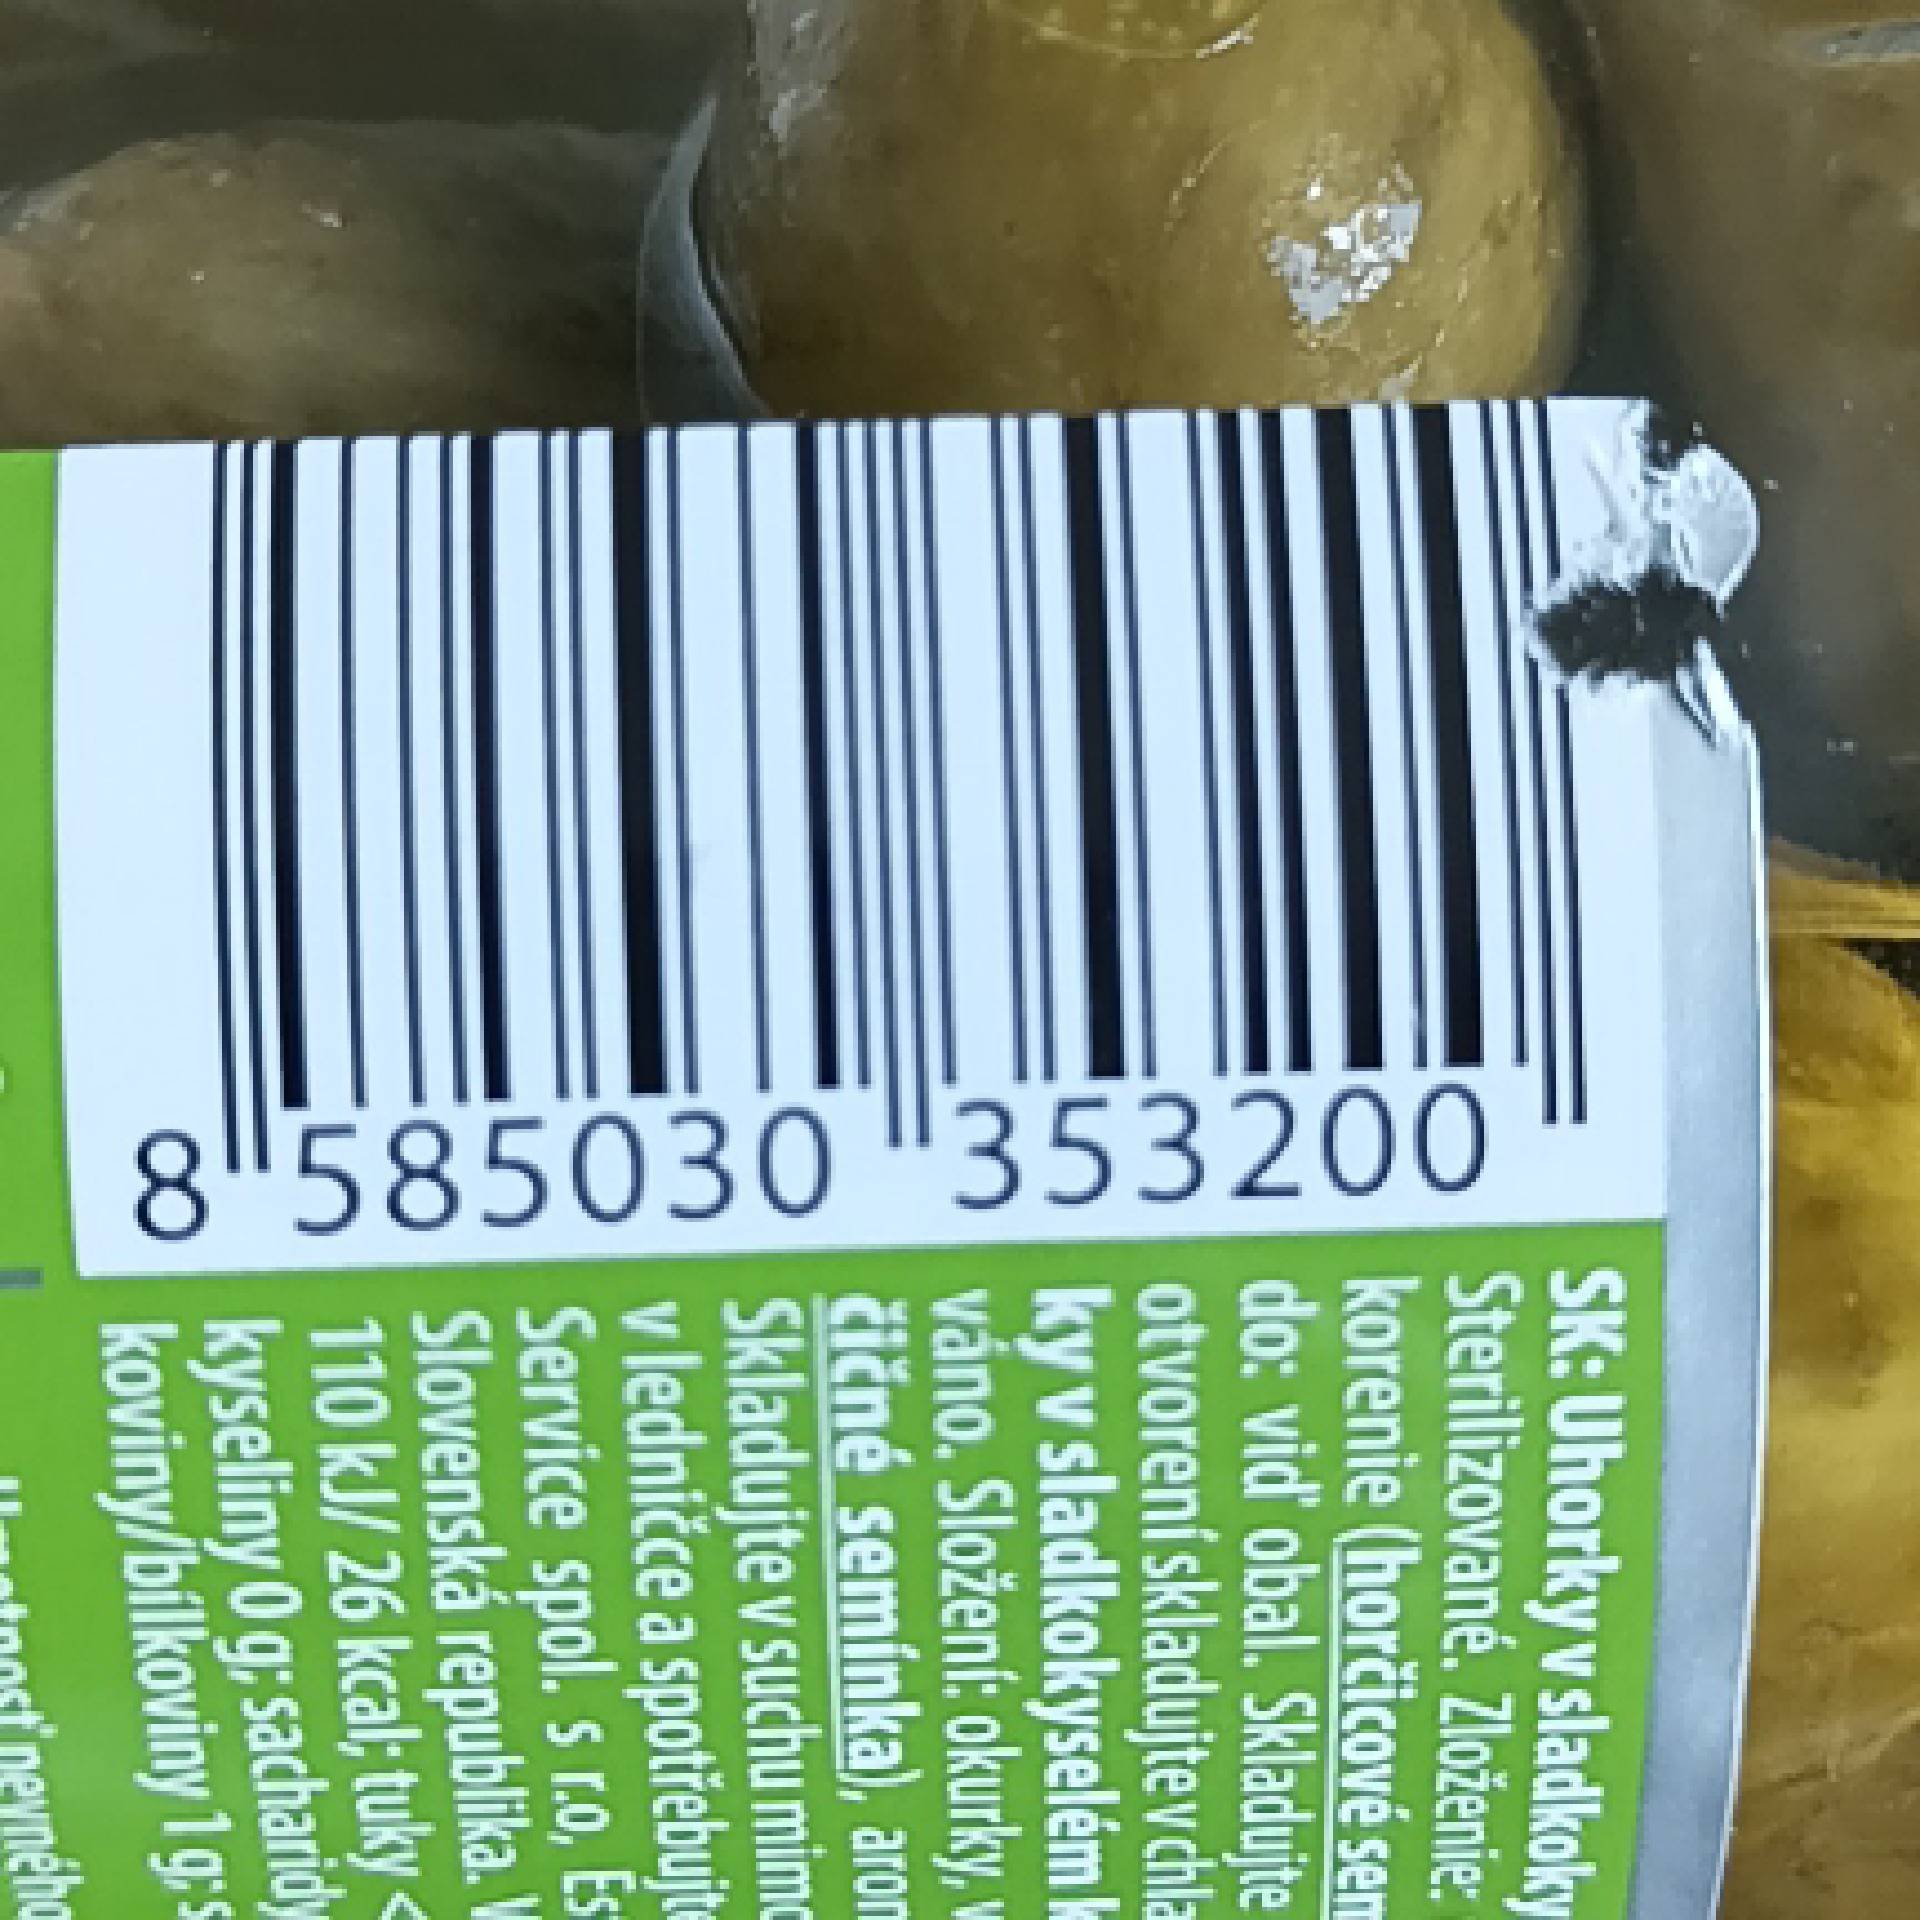 8 585030 353200
SK: Uhorky v sladkoky
Sterilizované. Zloženie:
korenie (horčicové sem
do: viď obal. Skladujte
otvorení skladujte v chla
ky v sladkokyselém
váno. Složení: okurky,
čičné semínka), arom
Skladujte v suchu mimo
v ledničce a spotřebujte
Service spol. s r.o,
Slovenská republika.
110 kJ/ 26 kcal; tuky <
kyseliny 0 g; sacharidy
koviny/bílkoviny 1 g; s